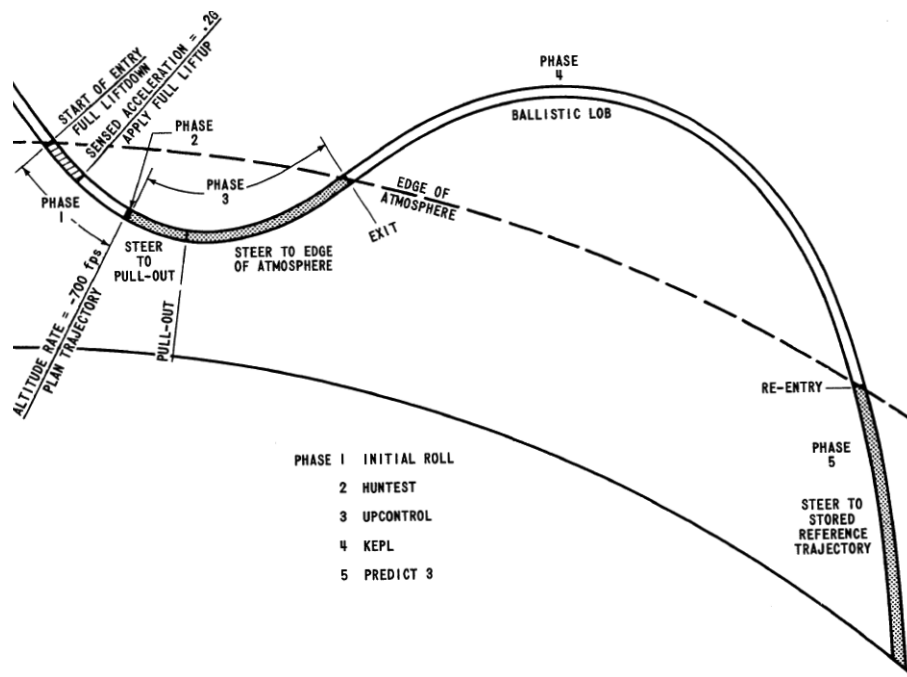 START OF ENTRY
FULL LIFTDOWN
SENSED ACCELERATION = .2G
APPLY FULL LIFTUP
PHASE
2
PHASE
4
BALLISTIC LOB
PHASE
1
PHASE
3
EDGE OF
ATMOSPHERE
EXIT
STEER
TO
PULL-OUT
STEER TO EDGE
OF ATMOSPHERE
ALTITUDE RATE = -700 fps
PLAN TRAJECTORY
PULL-OUT
RE-ENTRY
PHASE
5
STEER TO
STORED
REFERENCE
TRAJECTORY
PHASE 1 INITIAL ROLL
2 HUNTEST
3 UPCONTROL
4 KEPL
5 PREDICT 3